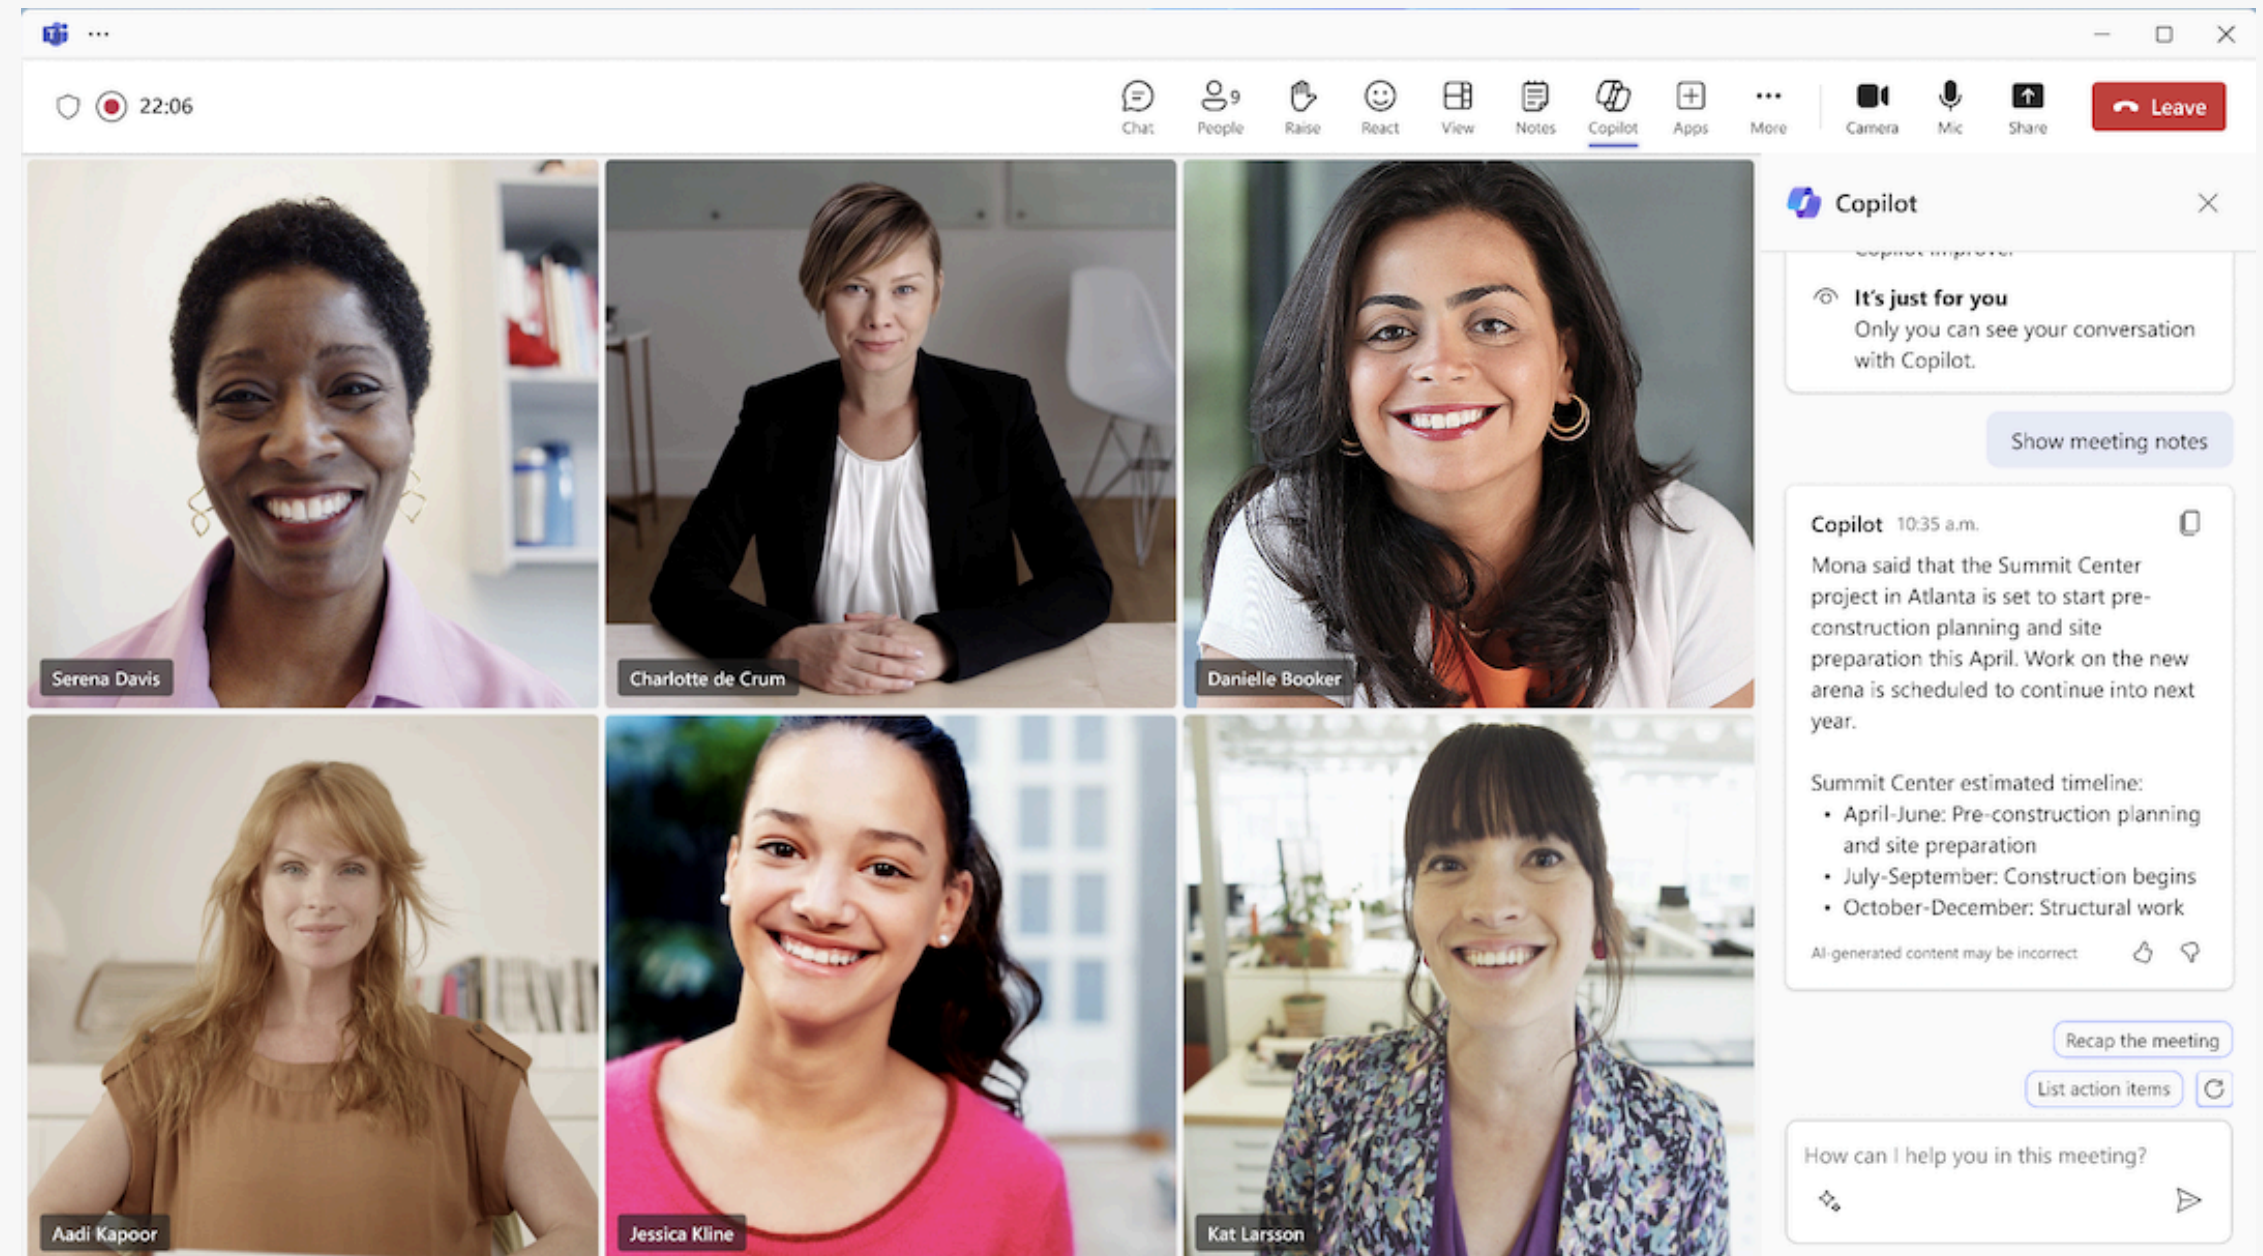 22:06
Chat
9
People
Raise
React
View
Notes
Copilot
Apps
More
Camera
Mic
Share
Leave
Serena Davis
Charlotte de Crum
Danielle Booker
Aadi Kapoor
Jessica Kline
Kat Larsson
Copilot
Copilot improve.
It's just for you
Only you can see your conversation
with Copilot.
Show meeting notes
Copilot 10:35 a.m.
Mona said that the Summit Center
project in Atlanta is set to start pre-
construction planning and site
preparation this April. Work on the new
arena is scheduled to continue into next
year.
Summit Center estimated timeline:
• April-June: Pre-construction planning
and site preparation
• July-September: Construction begins
• October-December: Structural work
AI-generated content may be incorrect
Recap the meeting
List action items
How can I help you in this meeting?